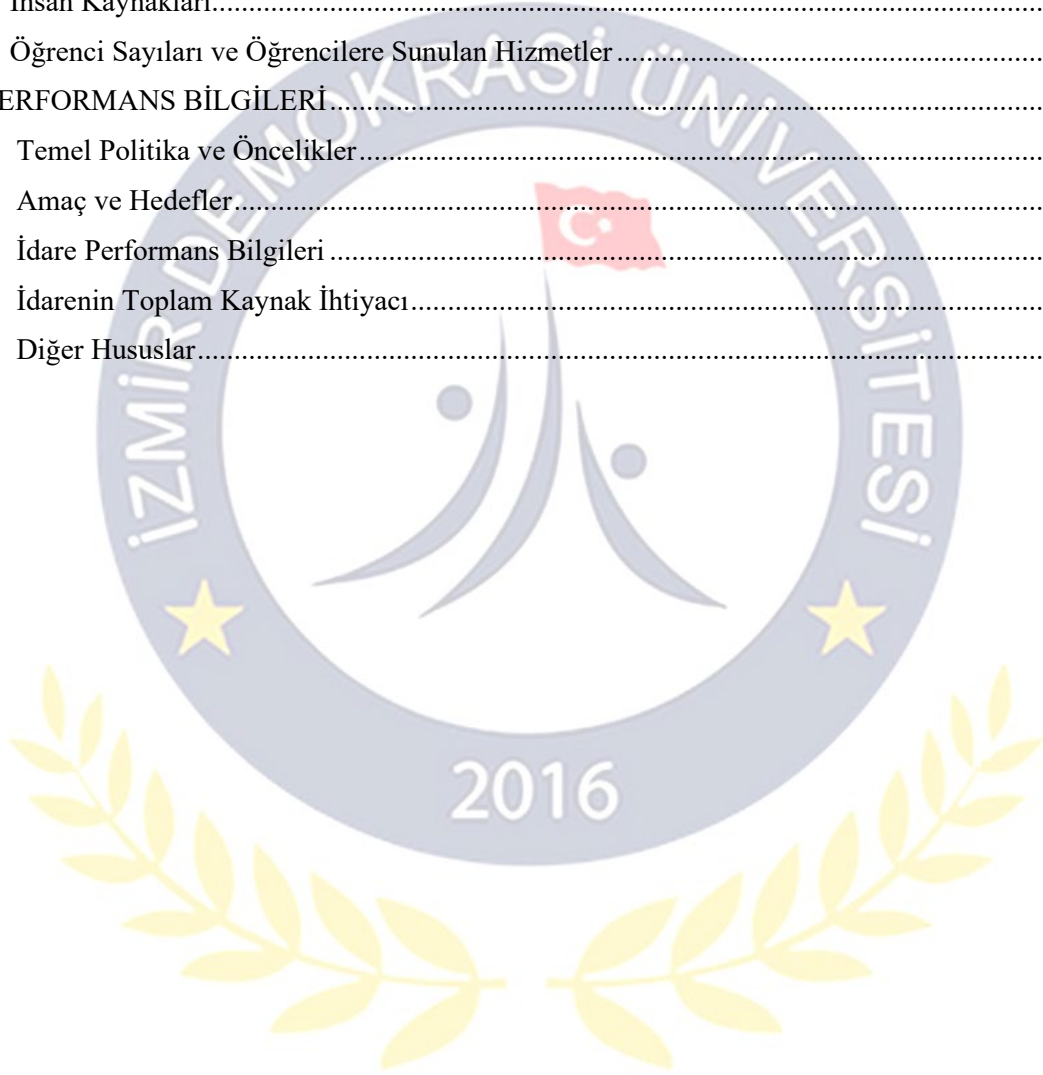 İnsan Kaynakları
Öğrenci Sayıları ve Öğrencilere Sunulan Hizmetler
ERFORMANS BİLGİLERİ
Temel Politika ve Öncelikler
Amaç ve Hedefler
İdare Performans Bilgileri
İdarenin Toplam Kaynak İhtiyacı
Diğer Hususlar
İZMİR DEMOKRASİ ÜNİVERSİTESİ
2016